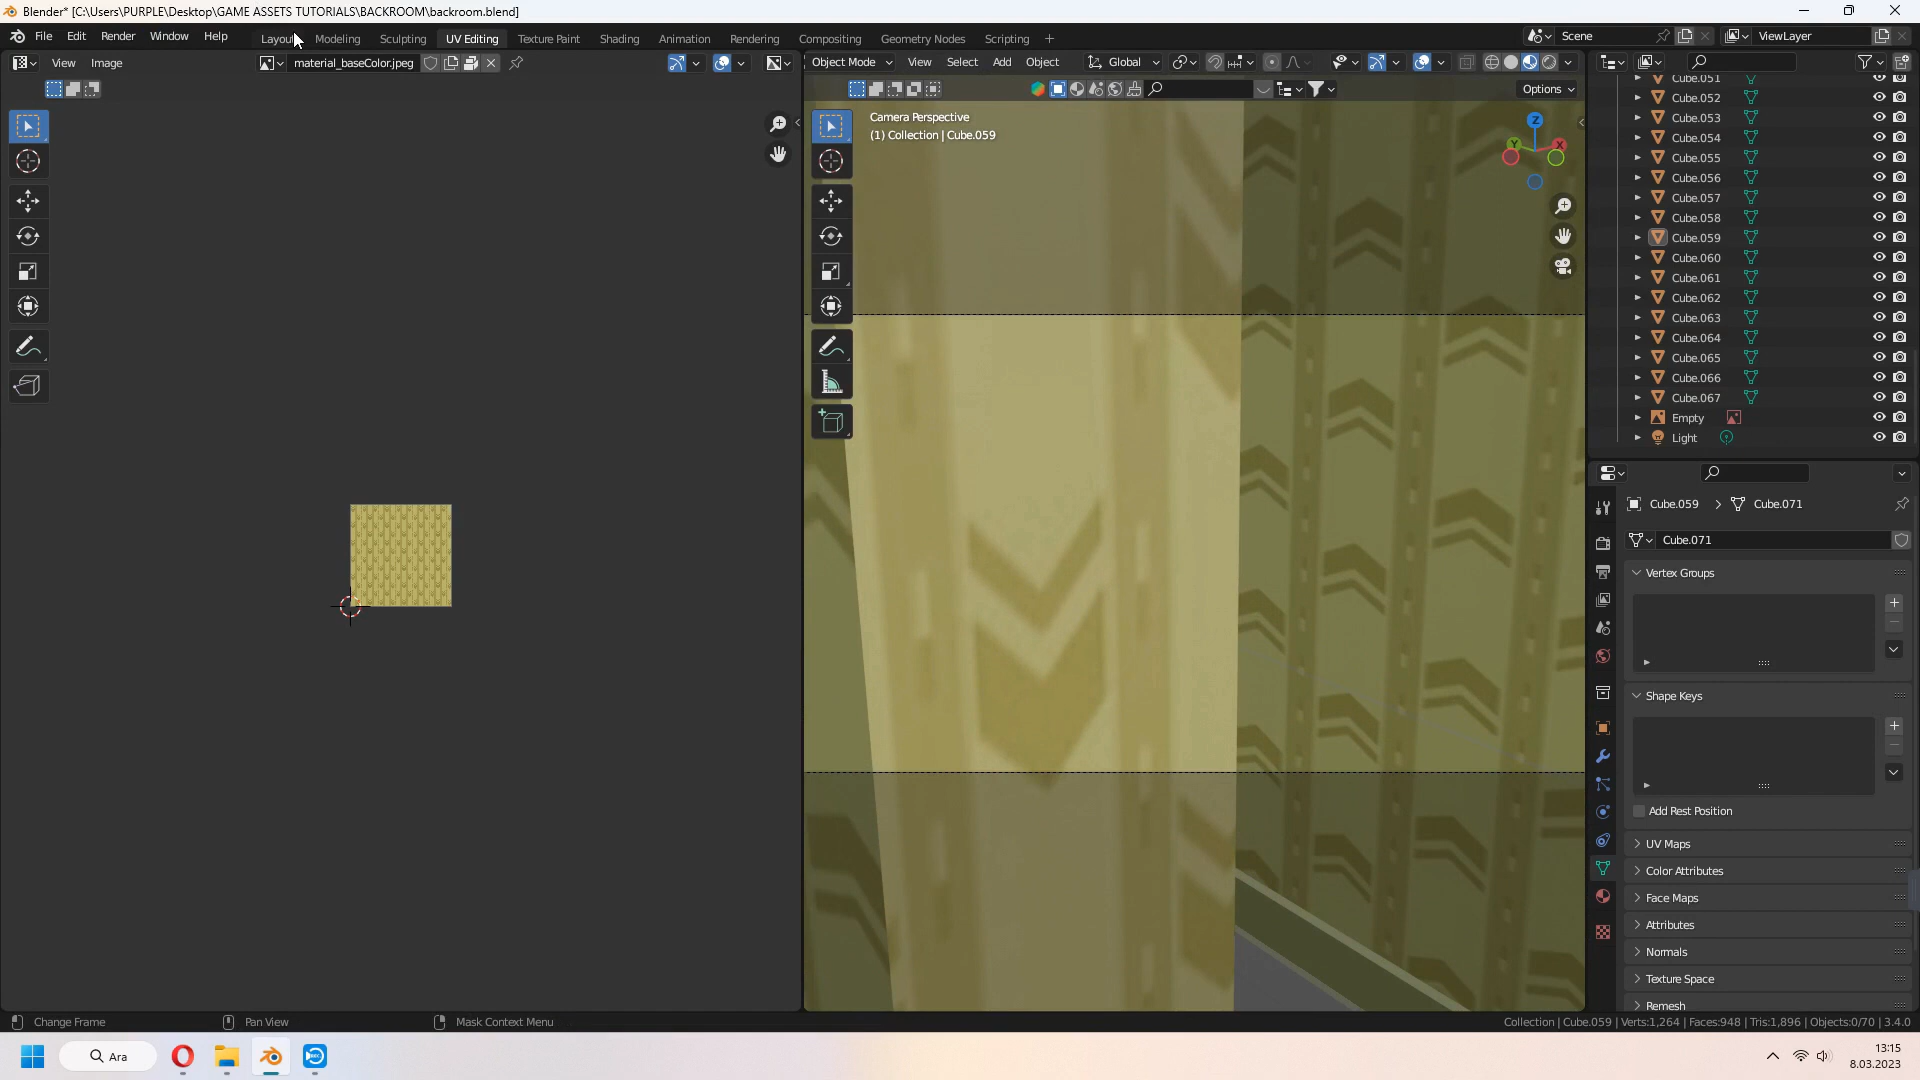 Blender* [C:\Users\PURPLE\Desktop\GAME ASSETS TUTORIALS\BACKROOM\backroom.blend]
File Edit Render Window Help Layout Modeling Sculpting UV Editing Texture Paint Shading Animation Rendering Compositing Geometry Nodes Scripting + Scene ViewLayer
View Image material_baseColor.jpeg Object Mode View Select Add Object Global
Options
Camera Perspective
(1) Collection | Cube.059
Z
Y
X
Cube.051
Cube.052
Cube.053
Cube.054
Cube.055
Cube.056
Cube.057
Cube.058
Cube.059
Cube.060
Cube.061
Cube.062
Cube.063
Cube.064
Cube.065
Cube.066
Cube.067
Empty
Light
Cube.059 > Cube.071
Cube.071
Vertex Groups
Shape Keys
Add Rest Position
UV Maps
Color Attributes
Face Maps
Attributes
Normals
Texture Space
Remesh
Change Frame Pan View Mask Context Menu Collection | Cube.059 | Verts:1,264 | Faces:948 | Tris:1,896 | Objects:0/70 | 3.4.0
Ara
REC
13:15
8.03.2023